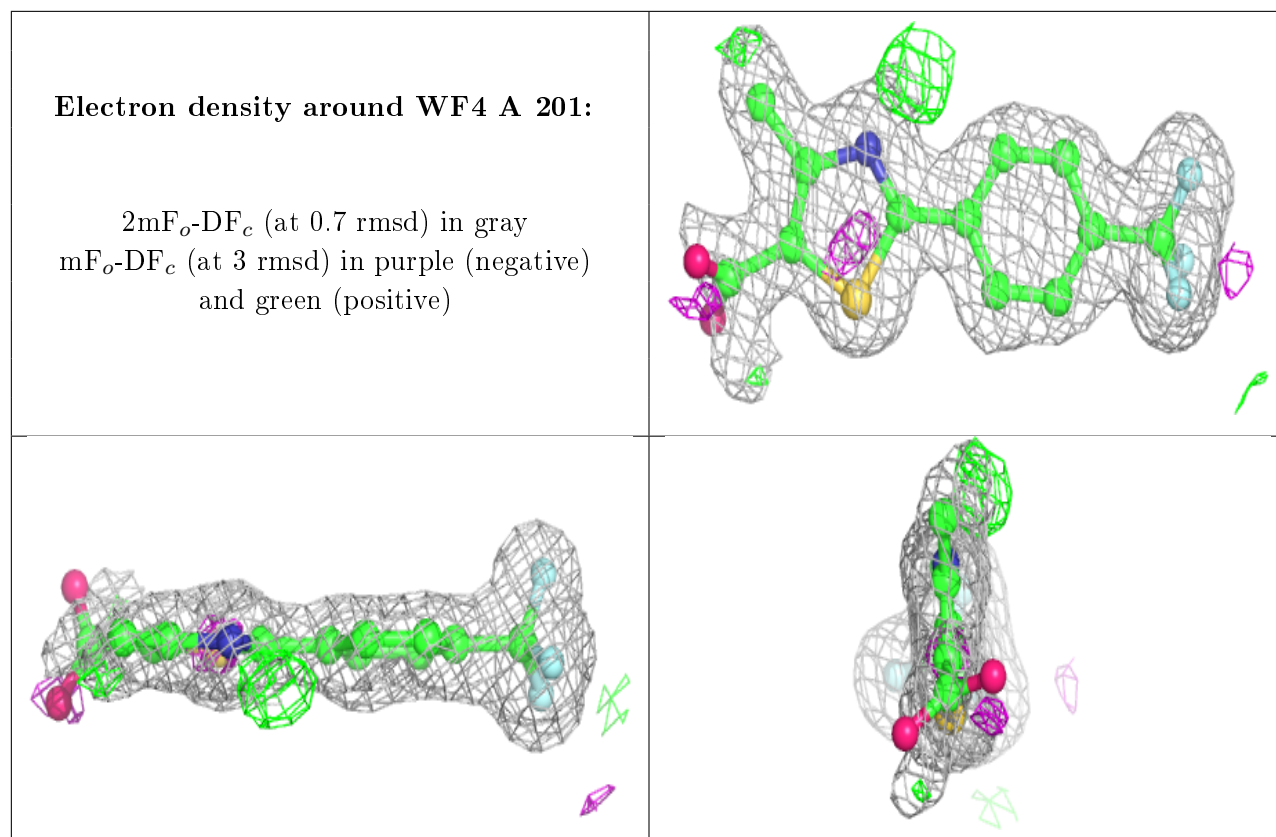 Electron density around WF4 A 201:
2mFo-DFc (at 0.7 rmsd) in gray
mFo-DFc (at 3 rmsd) in purple (negative)
and green (positive)